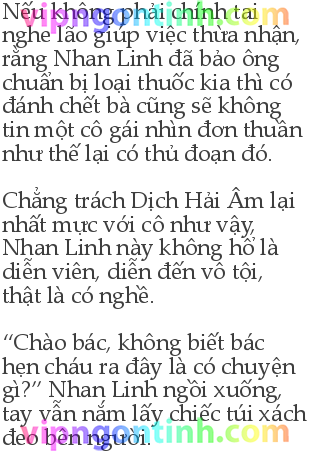 Nếu không phải chính tai
nghe lão giúp việc thừa nhận,
rằng Nhan Linh đã bảo ông
chuẩn bị loại thuốc kia thì có
đánh chết bà cũng sẽ không
tin một cô gái nhìn đơn thuần
như thế lại có thủ đoạn đó.
Chẳng trách Dịch Hải Âm lại
nhất mực với cô như vậy,
Nhan Linh này không hổ là
diễn viên, diễn đến vô tội,
thật là có nghề.
“Chào bác, không biết bác
hẹn cháu ra đây là có chuyện
gì?” Nhan Linh ngồi xuống,
tay vẫn nắm lấy chiếc túi xách
đeo bên người.
vipngontinh.com
vipngontinh.com